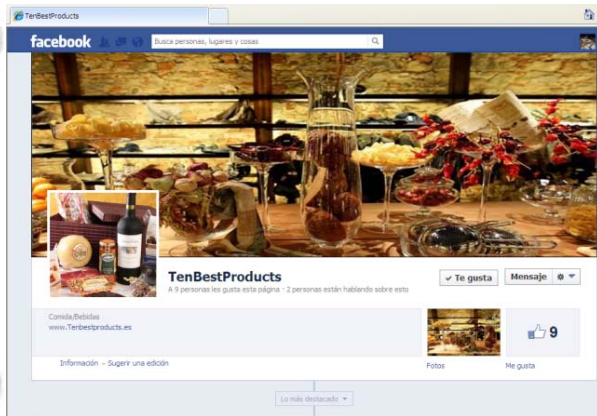 TenBestProducts
facebook
Busca personas, lugares y cosas
TenBestProducts
A 9 personas les gusta esta página · 2 personas están hablando sobre esto
✓ Te gusta
Mensaje
Comida/Bebidas
www.Tenbestproducts.es
9
Información – Sugerir una edición
Fotos
Me gusta
Lo más destacado